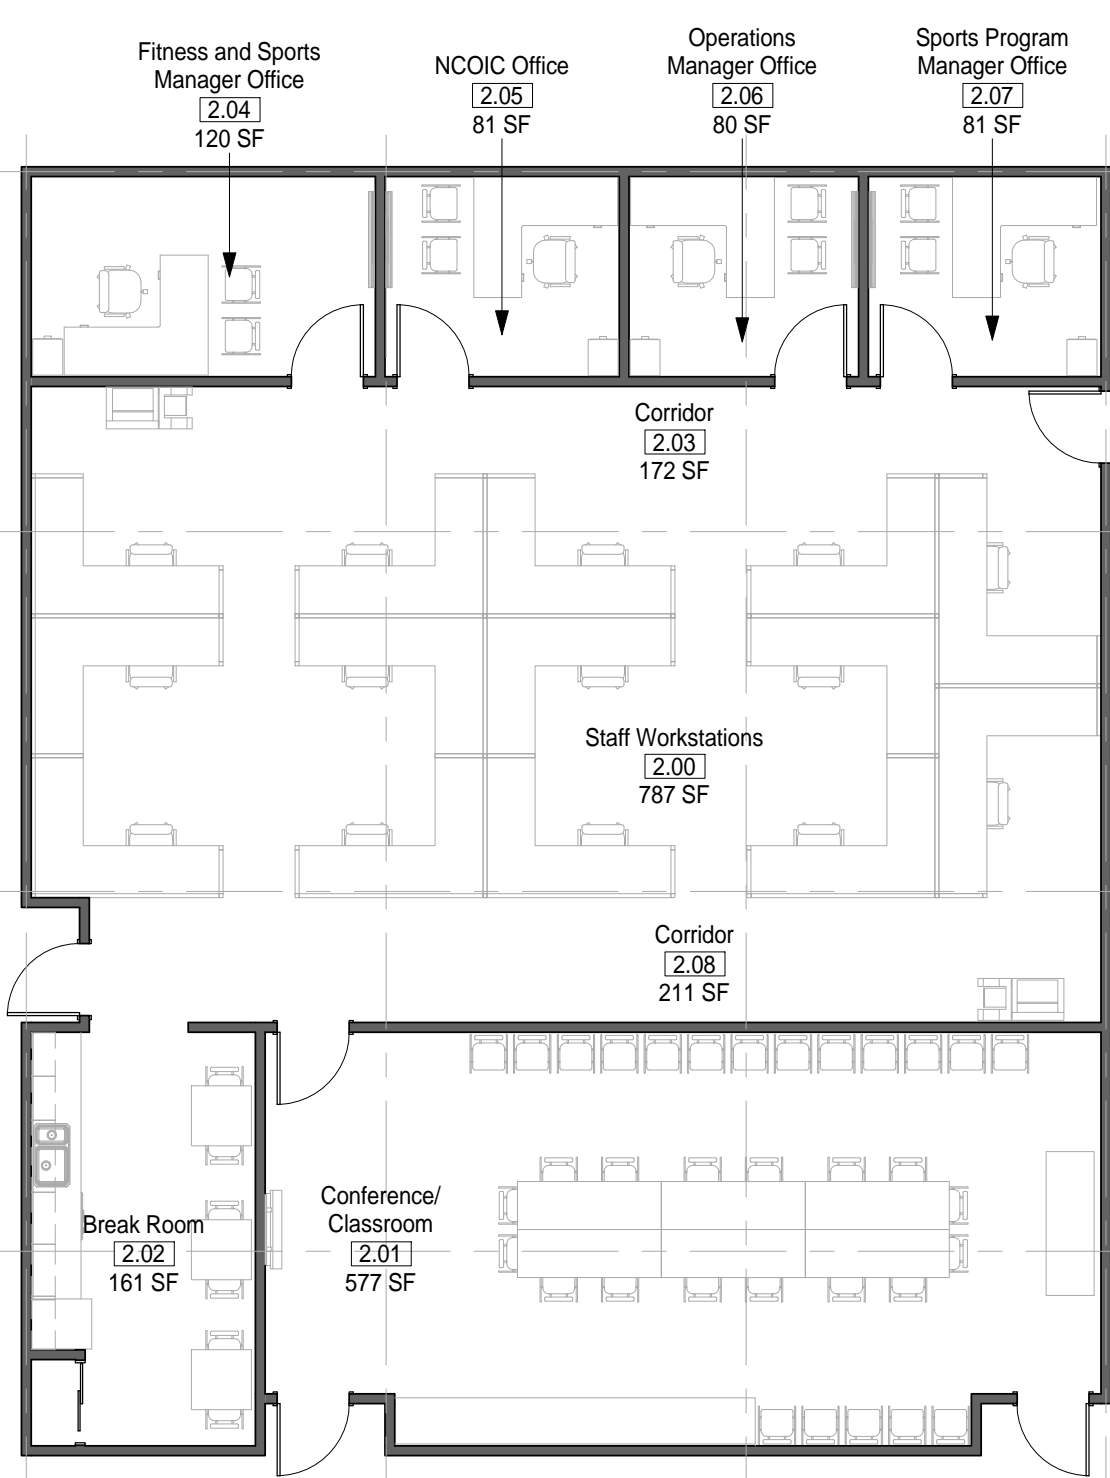 Fitness and Sports
Manager Office
2.04
120 SF
NCOIC Office
2.05
81 SF
Operations
Manager Office
2.06
80 SF
Sports Program
Manager Office
2.07
81 SF
Corridor
2.03
172 SF
Staff Workstations
2.00
787 SF
Corridor
2.08
211 SF
Break Room
2.02
161 SF
Conference/
Classroom
2.01
577 SF